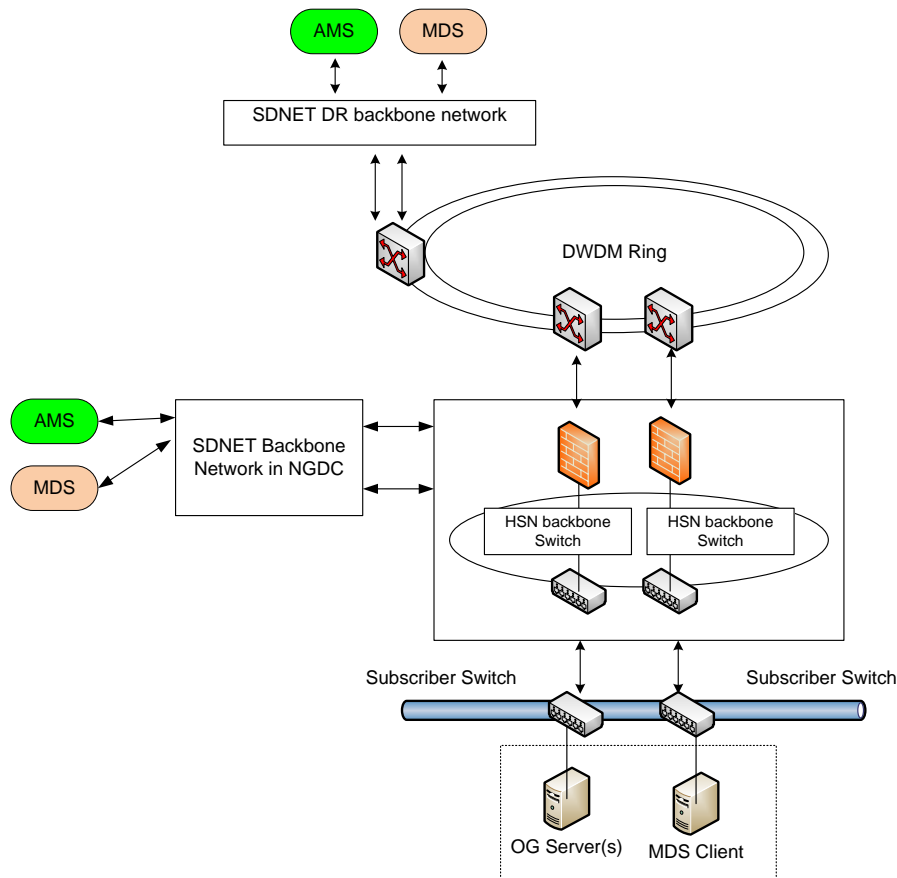 AMS
MDS
SDNET DR backbone network
DWDM Ring
AMS
MDS
SDNET Backbone
Network in NGDC
HSN backbone
Switch
HSN backbone
Switch
Subscriber Switch
Subscriber Switch
OG Server(s)
MDS Client